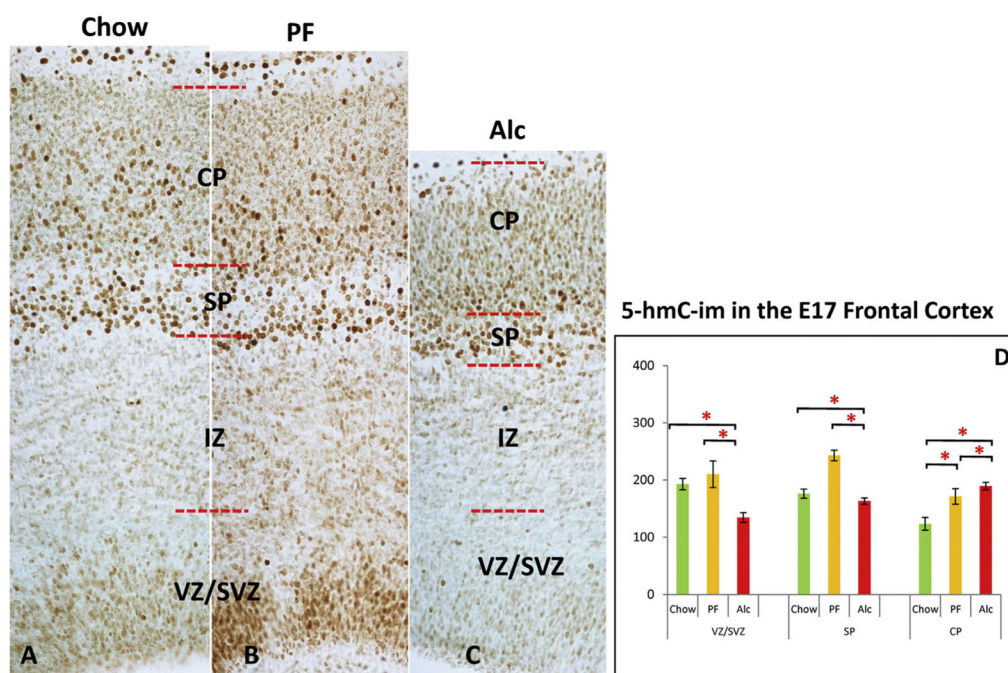 Chow
PF
Alc
CP
CP
SP
SP
IZ
IZ
VZ/SVZ
VZ/SVZ
A
B
C
5-hmC-im in the E17 Frontal Cortex
D
400
300
200
100
0
* * * * * * *
Chow PF Alc Chow PF Alc Chow PF Alc
VZ/SVZ SP CP